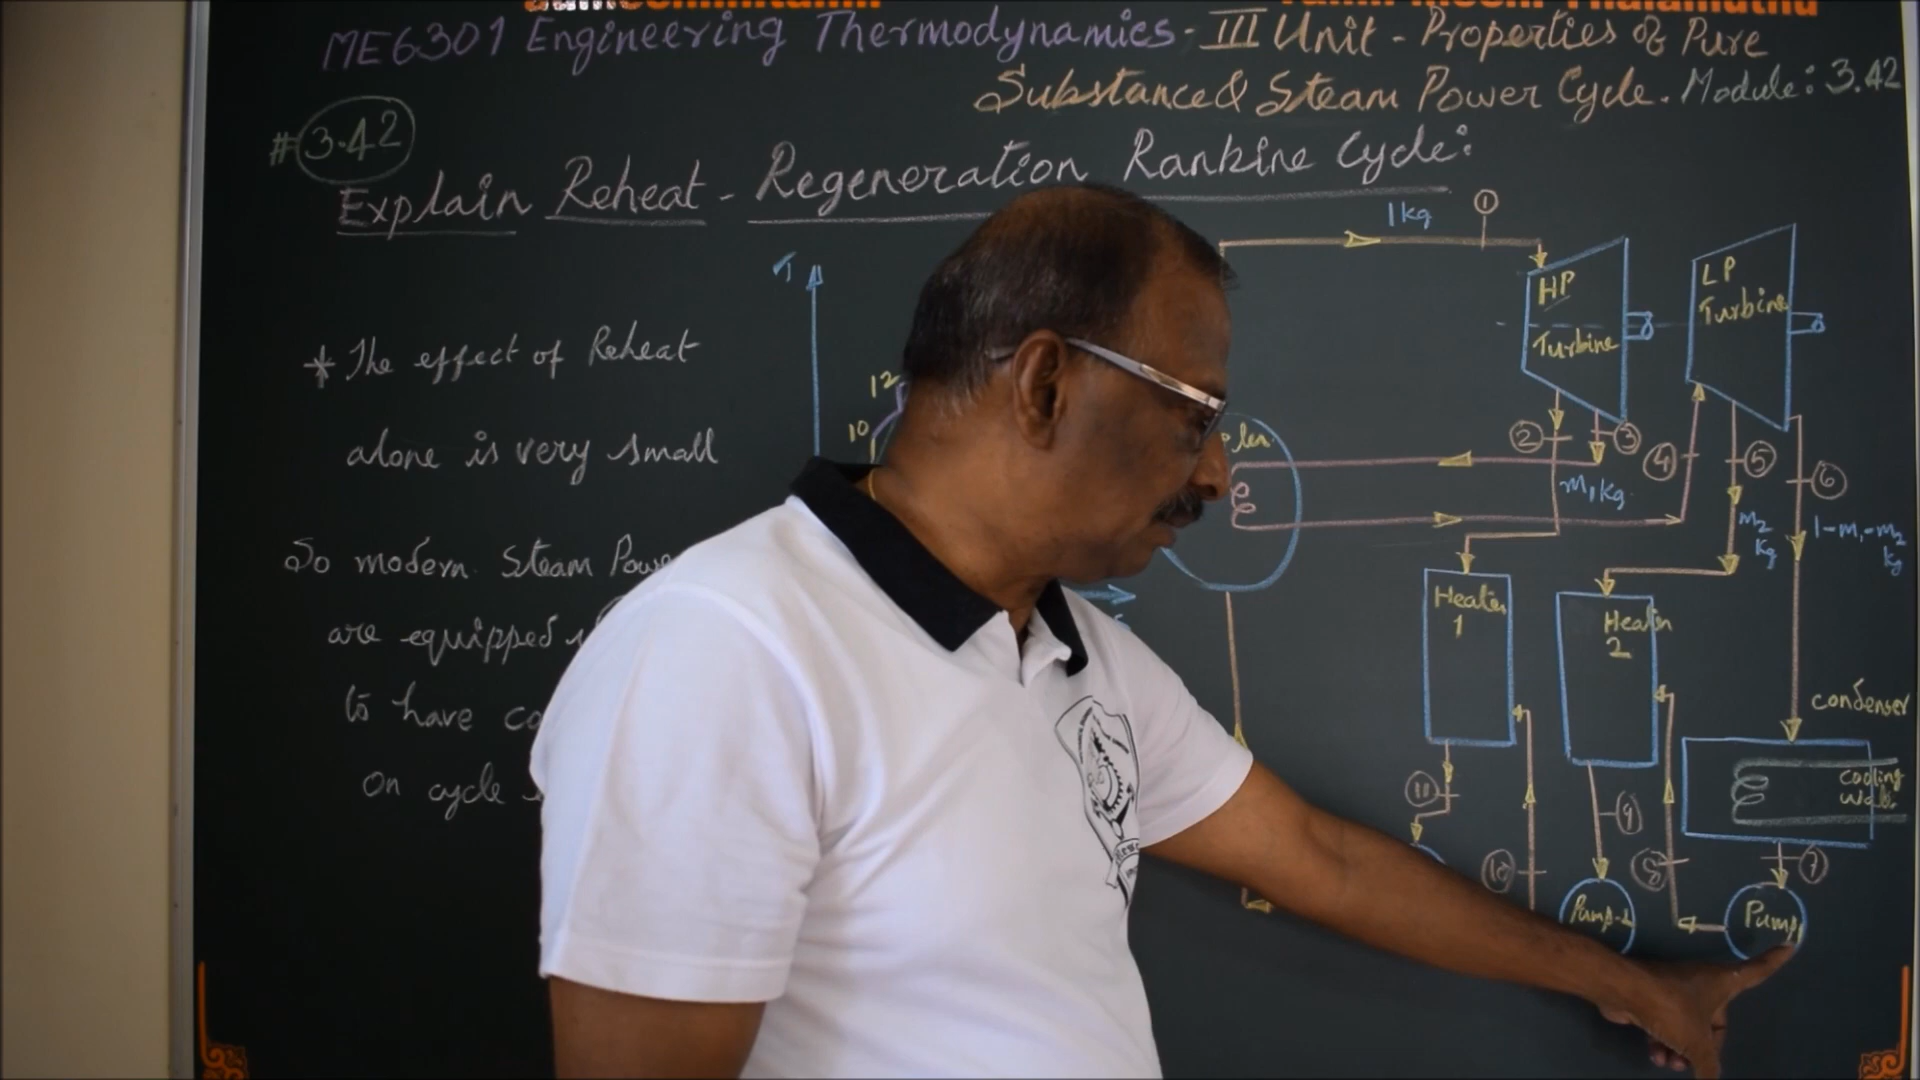 ME6301 Engineering Thermodynamics - III Unit - Properties of Pure
Substance & Steam Power Cycle. Module: 3.42
# 3.42
Explain Reheat - Regeneration Rankine Cycle:
* The effect of Reheat
alone is very small
So modern Steam
are equipped
to have
on cycle
T
12
10
1kg
1
HP
Turbine
LP
Turbine
2
3
4
5
6
m1 kg
m2
kg
1-m1-m2
kg
Heater
1
Heater
2
condenser
cooling
water
11
10
9
8
7
Pump-2
Pump